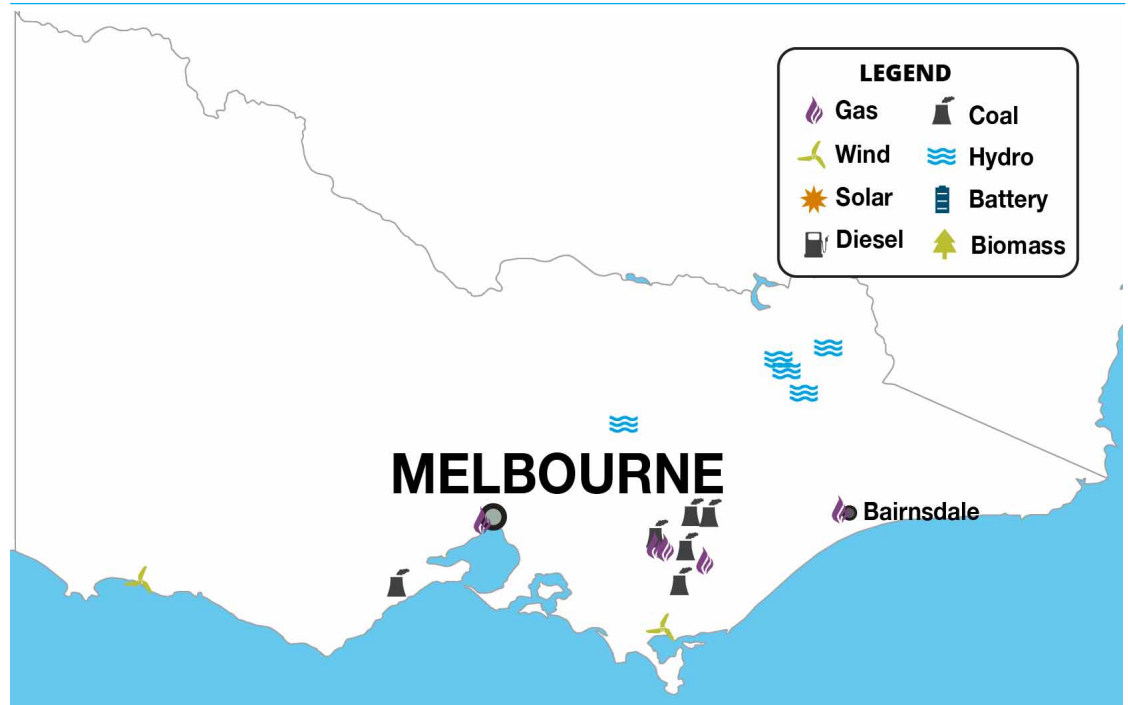 LEGEND
Gas
Coal
Wind
Hydro
Solar
Battery
Diesel
Biomass
MELBOURNE
Bairnsdale